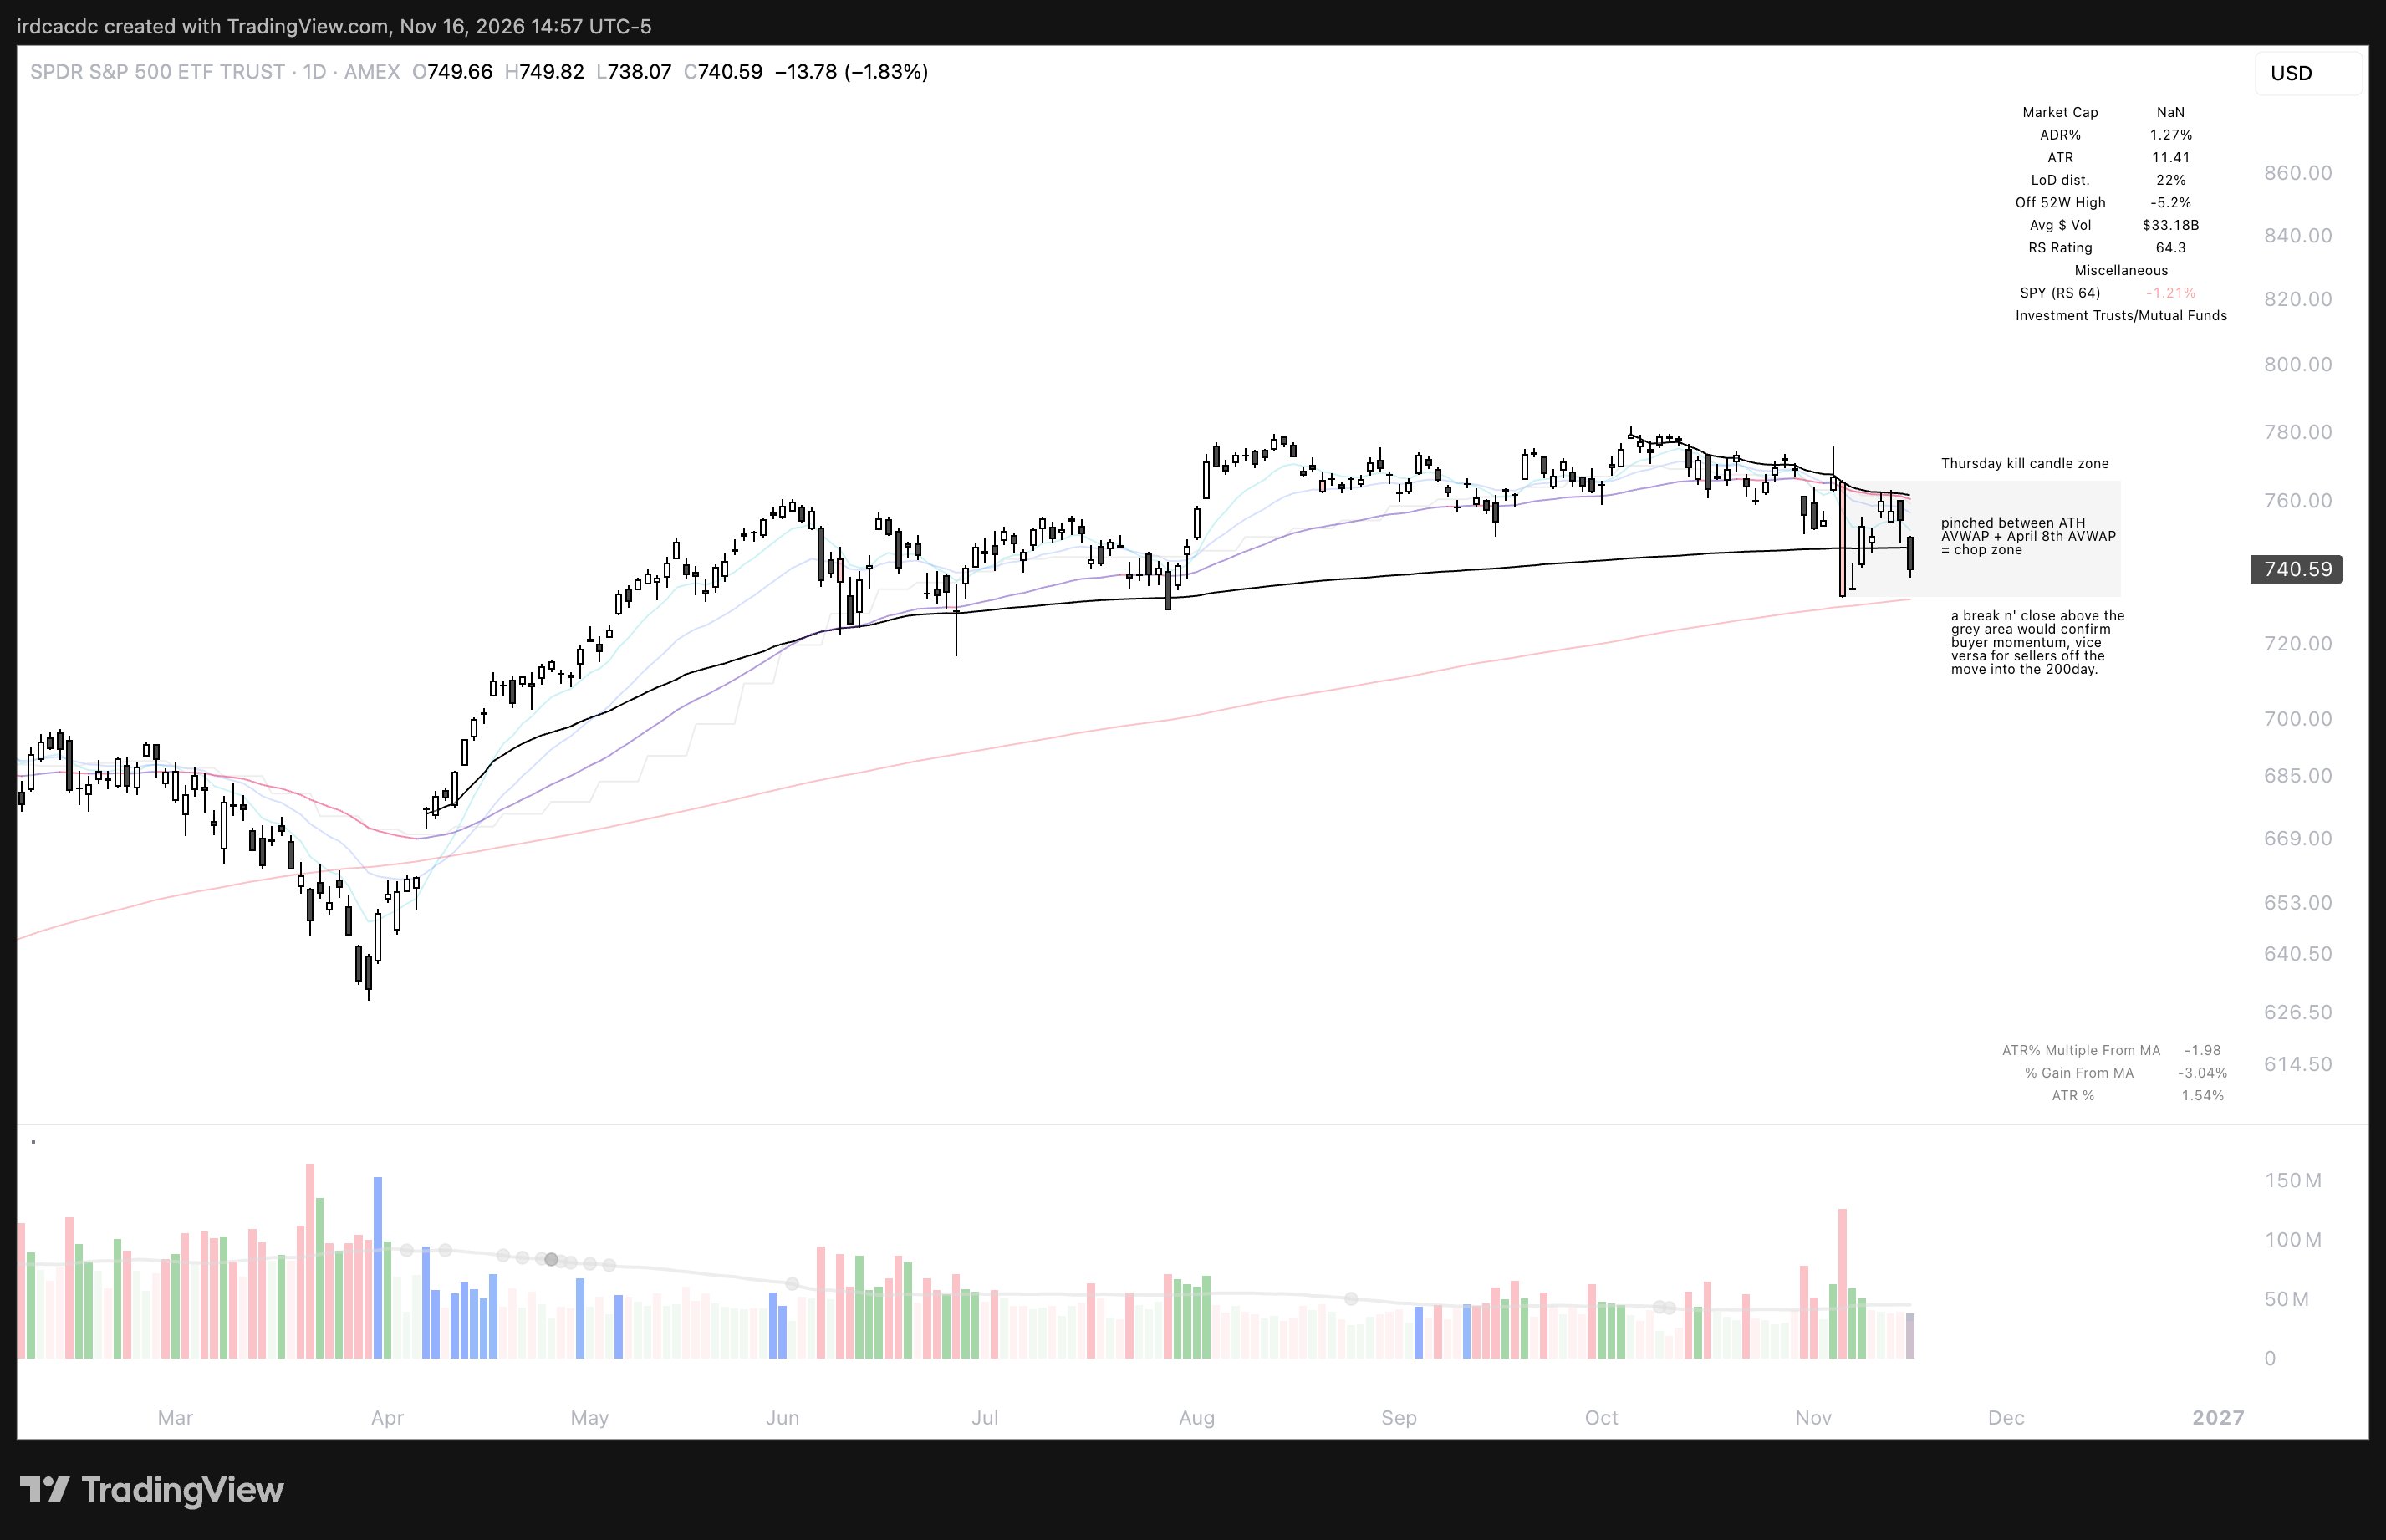 irdcacdc created with TradingView.com, Nov 16, 2026 14:57 UTC-5
SPDR S&P 500 ETF TRUST · 1D · AMEX O749.66 H749.82 L738.07 C740.59 −13.78 (−1.83%)
USD
Market Cap NaN
ADR% 1.27%
ATR 11.41
LoD dist. 22%
Off 52W High -5.2%
Avg $ Vol $33.18B
RS Rating 64.3
Miscellaneous
SPY (RS 64) -1.21%
Investment Trusts/Mutual Funds
860.00
840.00
820.00
800.00
780.00
760.00
740.59
720.00
700.00
685.00
669.00
653.00
640.50
626.50
614.50
Thursday kill candle zone
pinched between ATH
AVWAP + April 8th AVWAP
= chop zone
a break n' close above the
grey area would confirm
buyer momentum, vice
versa for sellers off the
move into the 200day.
ATR% Multiple From MA -1.98
% Gain From MA -3.04%
ATR % 1.54%
150 M
100 M
50 M
0
Mar Apr May Jun Jul Aug Sep Oct Nov Dec 2027
TradingView